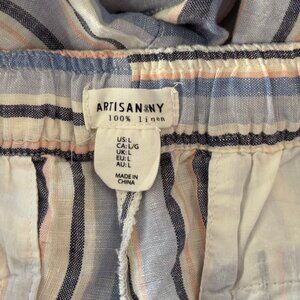 ARTISAN NY
100% linen
US: L
CA: L/G
UK: L
EU: L
AU: L
MADE IN
CHINA